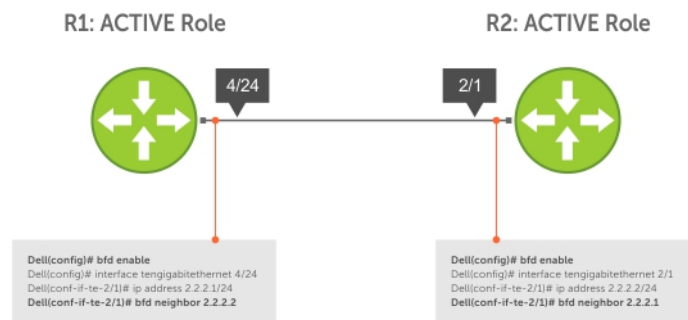 R1: ACTIVE Role
R2: ACTIVE Role
4/24
2/1
Dell(config)# bfd enable
Dell(config)# interface tengigabitethernet 4/24
Dell(conf-if-te-2/1)# ip address 2.2.2.1/24
Dell(conf-if-te-2/1)# bfd neighbor 2.2.2.2
Dell(config)# bfd enable
Dell(config)# interface tengigabitethernet 2/1
Dell(conf-if-te-2/1)# ip address 2.2.2.2/24
Dell(conf-if-te-2/1)# bfd neighbor 2.2.2.1